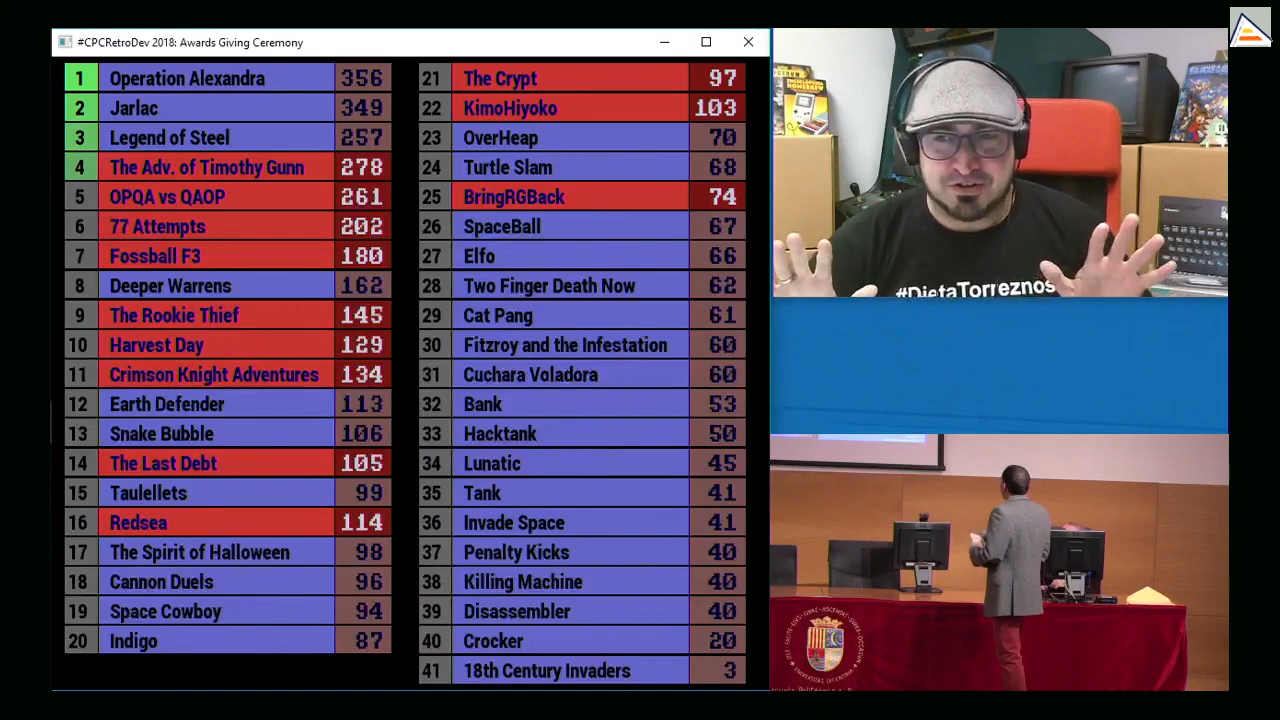 #CPCRetroDev 2018: Awards Giving Ceremony
1 Operation Alexandra 356
2 Jarlac 349
3 Legend of Steel 257
4 The Adv. of Timothy Gunn 278
5 OPQA vs QAOP 261
6 77 Attempts 202
7 Fossball F3 180
8 Deeper Warrens 162
9 The Rookie Thief 145
10 Harvest Day 129
11 Crimson Knight Adventures 134
12 Earth Defender 113
13 Snake Bubble 106
14 The Last Debt 105
15 Taulellets 99
16 Redsea 114
17 The Spirit of Halloween 98
18 Cannon Duels 96
19 Space Cowboy 94
20 Indigo 87
21 The Crypt 97
22 KimoHiyoko 103
23 OverHeap 70
24 Turtle Slam 68
25 BringRGBack 74
26 SpaceBall 67
27 Elfo 66
28 Two Finger Death Now 62
29 Cat Pang 61
30 Fitzroy and the Infestation 60
31 Cuchara Voladora 60
32 Bank 53
33 Hacktank 50
34 Lunatic 45
35 Tank 41
36 Invade Space 41
37 Penalty Kicks 40
38 Killing Machine 40
39 Disassembler 40
40 Crocker 20
41 18th Century Invaders 3
#DietaTorreznos
HOMEBREW
UNIVERSITAS LUCENTINA